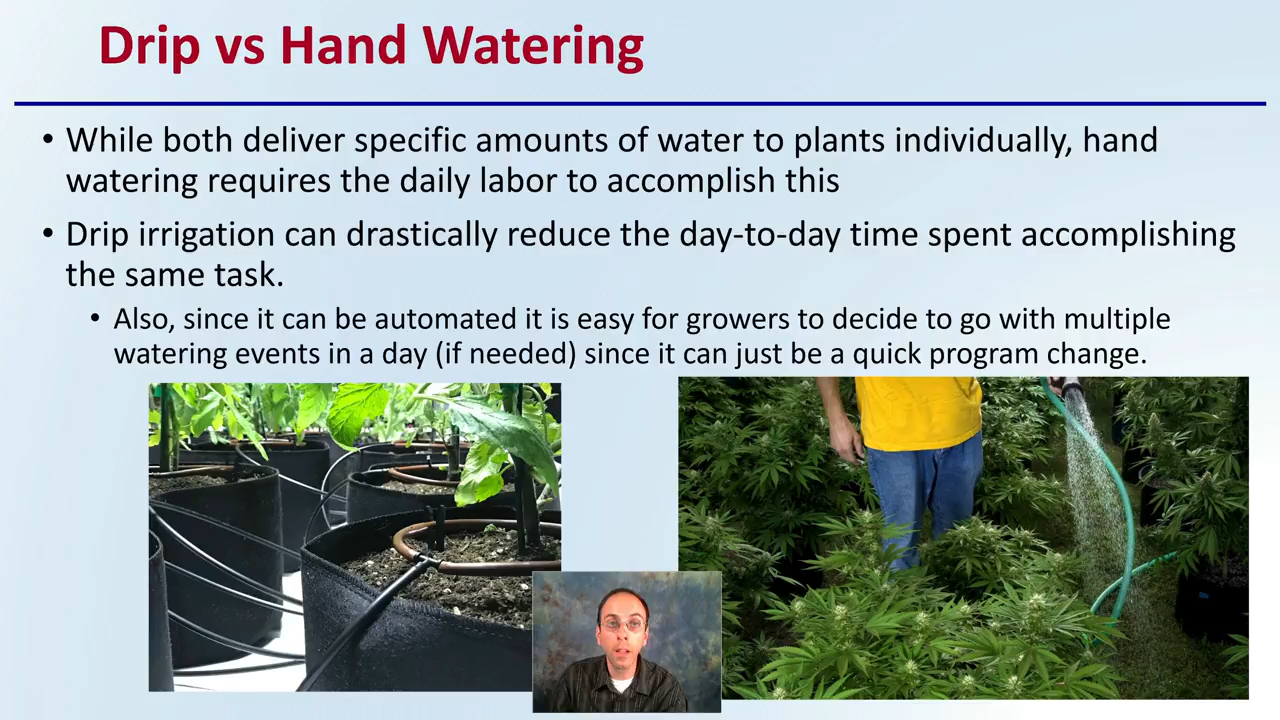 Drip vs Hand Watering
• While both deliver specific amounts of water to plants individually, hand
watering requires the daily labor to accomplish this
• Drip irrigation can drastically reduce the day-to-day time spent accomplishing
the same task.
• Also, since it can be automated it is easy for growers to decide to go with multiple
watering events in a day (if needed) since it can just be a quick program change.